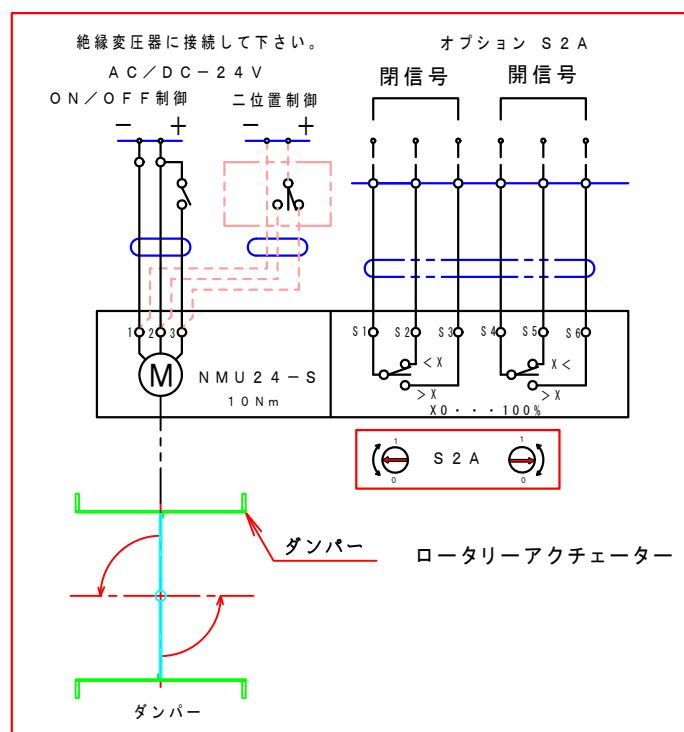 絶縁変圧器に接続して下さい。
AC/DC-24V
ON/OFF制御
二位置制御
- +
- +
オプション S2A
閉信号
開信号
1 2 3
M
NMU24-S
10Nm
S1 S2 S3 S4 S5 S6
<X
>X
X<
>X
X0・・・100%
1
0
S2A
1
0
ダンパー
ロータリーアクチェーター
ダンパー